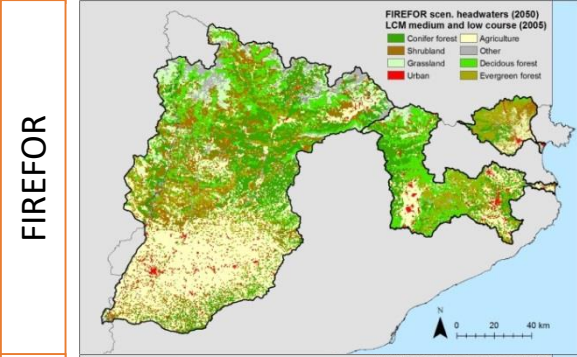 FIREFOR
FIREFOR scen. headwaters (2050)
LCM medium and low course (2005)
Conifer forest
Agriculture
Shrubland
Other
Grassland
Decidous forest
Urban
Evergreen forest
N
0 20 40 km